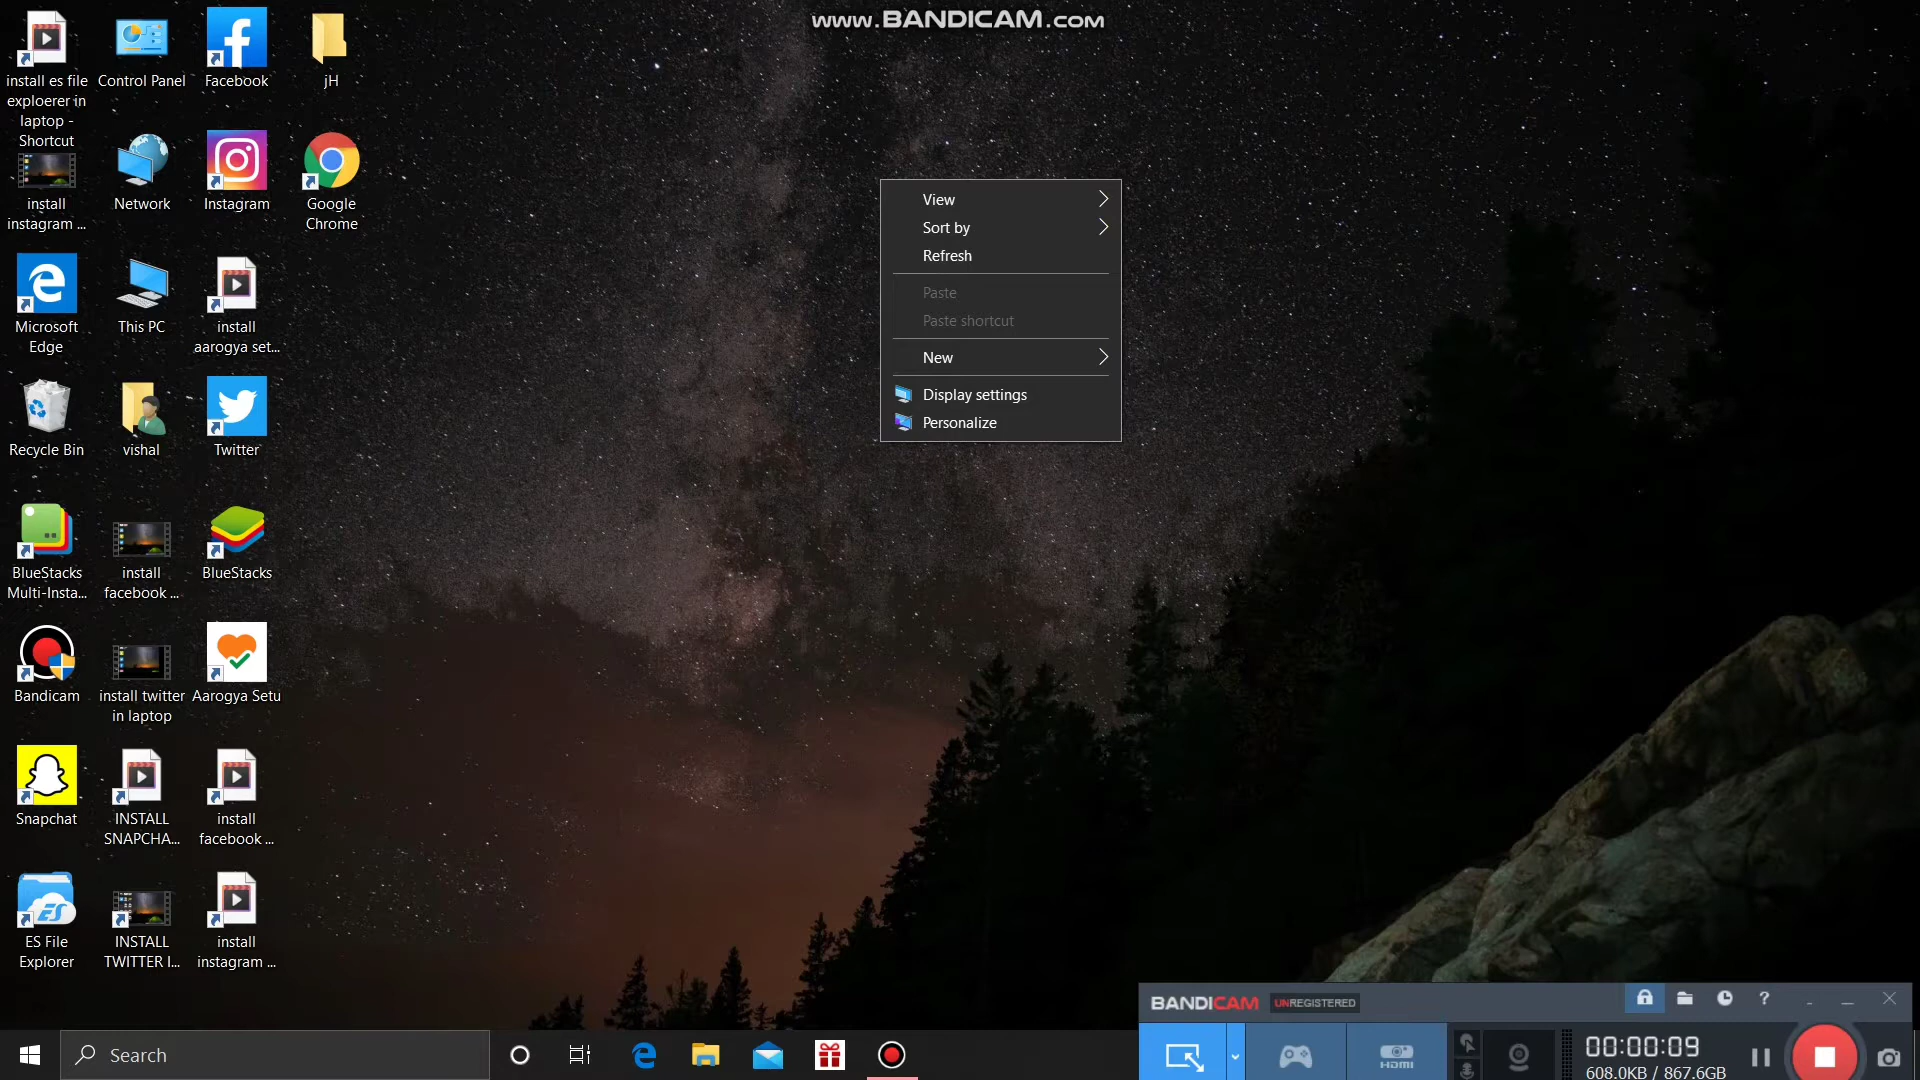 www.BANDICAM.com
install es file
exploerer in
laptop -
Shortcut
Control Panel
Facebook
jH
install
instagram ...
Network
Instagram
Google
Chrome
Microsoft
Edge
This PC
install
aarogya set...
Recycle Bin
vishal
Twitter
BlueStacks
Multi-Insta...
install
facebook ...
BlueStacks
Bandicam
install twitter
in laptop
Aarogya Setu
Snapchat
INSTALL
SNAPCHA...
install
facebook ...
ES
ES File
Explorer
INSTALL
TWITTER I...
install
instagram ...
View
Sort by
Refresh
Paste
Paste shortcut
New
Display settings
Personalize
BANDICAM UNREGISTERED
HDMI
00:00:09
608.0KB / 867.6GB
Search